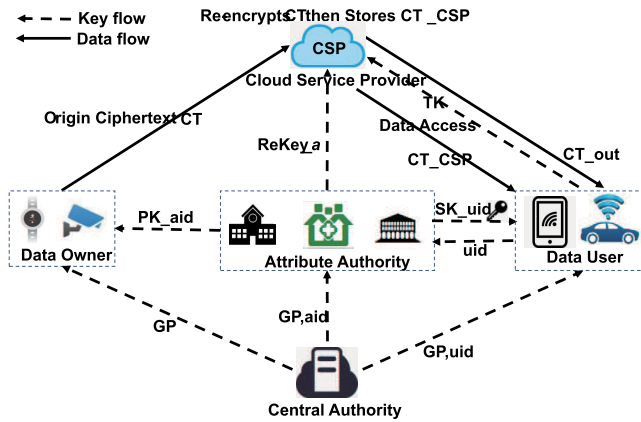 Key flow
Data flow
Re-encrypts CT then Stores CT _CSP
CSP
Cloud Service Provider
TK
Origin Ciphertext CT
Data Access
ReKey_a
CT_CSP
CT_out
PK_aid
SK_uid
uid
Data Owner
Attribute Authority
Data User
GP
GP,aid
GP,uid
Central Authority